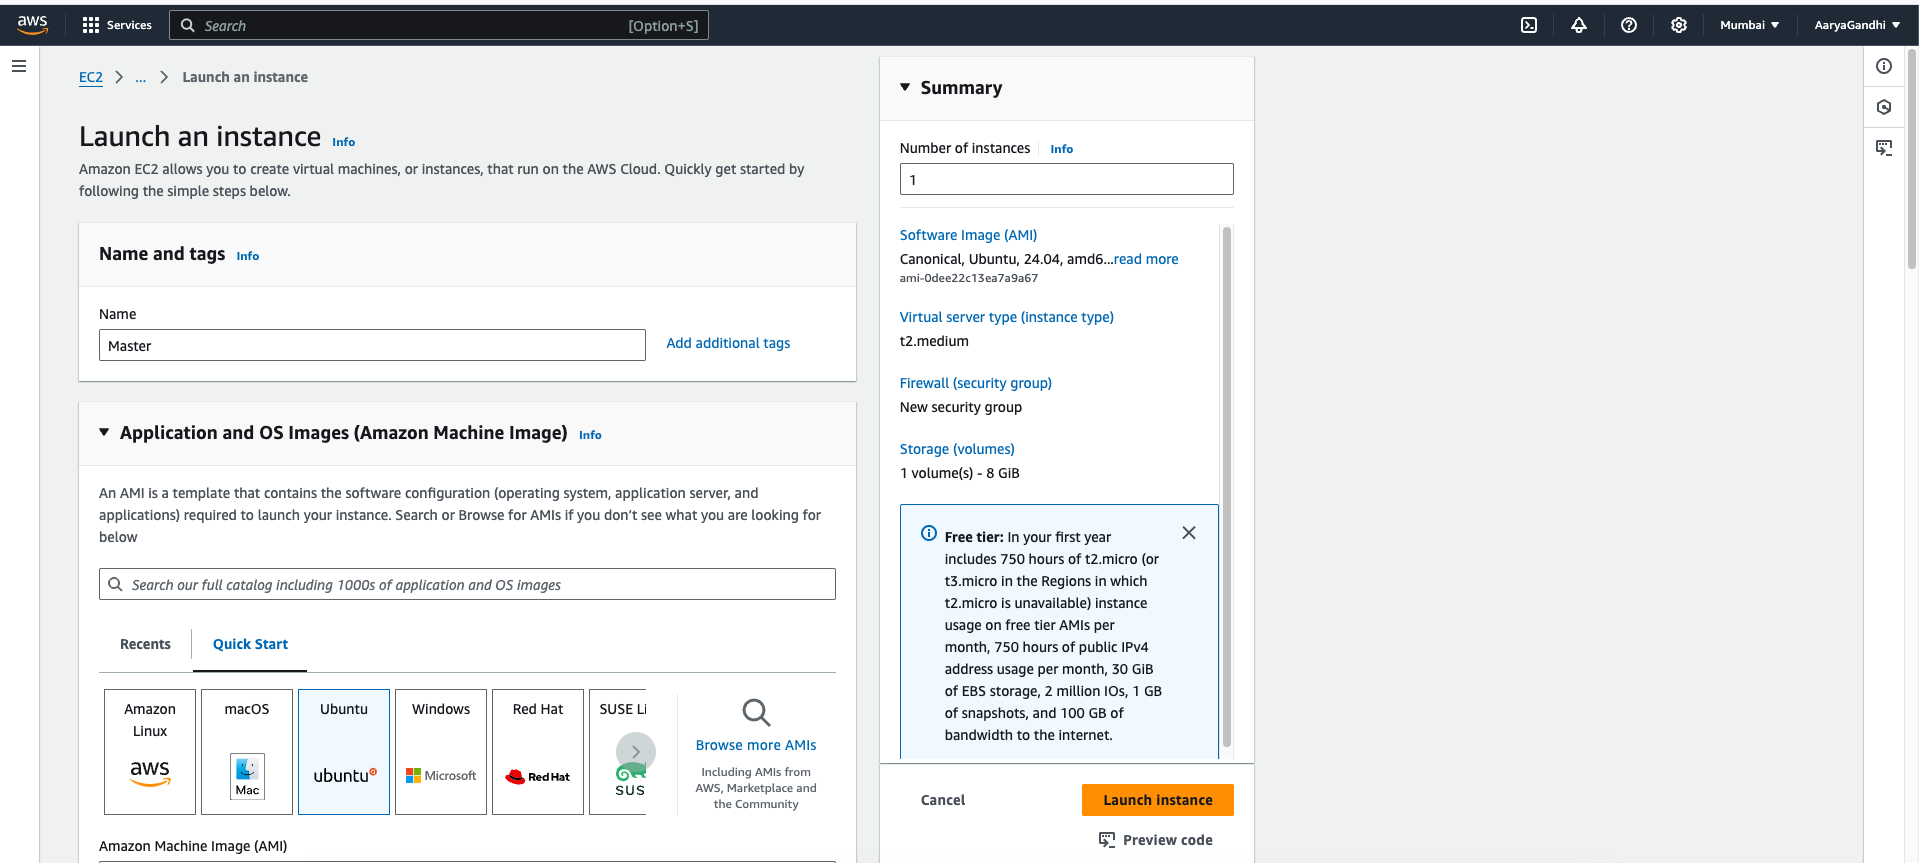 aws
Services
Search
[Option+S]
Mumbai
AaryaGandhi
EC2
...
Launch an instance
Launch an instance
Info
Amazon EC2 allows you to create virtual machines, or instances, that run on the AWS Cloud. Quickly get started by
following the simple steps below.
Name and tags
Info
Name
Master
Add additional tags
Application and OS Images (Amazon Machine Image)
Info
An AMI is a template that contains the software configuration (operating system, application server, and
applications) required to launch your instance. Search or Browse for AMIs if you don't see what you are looking for
below
Search our full catalog including 1000s of application and OS images
Recents
Quick Start
Amazon
Linux
aws
macOS
Mac
Ubuntu
ubuntu
Windows
Microsoft
Red Hat
Red Hat
SUSE Li
SUS
Browse more AMIs
Including AMIs from
AWS, Marketplace and
the Community
Amazon Machine Image (AMI)
Summary
Number of instances
Info
1
Software Image (AMI)
Canonical, Ubuntu, 24.04, amd6...read more
ami-0dee22c13ea7a9a67
Virtual server type (instance type)
t2.medium
Firewall (security group)
New security group
Storage (volumes)
1 volume(s) - 8 GiB
Free tier: In your first year
includes 750 hours of t2.micro (or
t3.micro in the Regions in which
t2.micro is unavailable) instance
usage on free tier AMIs per
month, 750 hours of public IPv4
address usage per month, 30 GiB
of EBS storage, 2 million IOs, 1 GB
of snapshots, and 100 GB of
bandwidth to the internet.
Cancel
Launch instance
Preview code